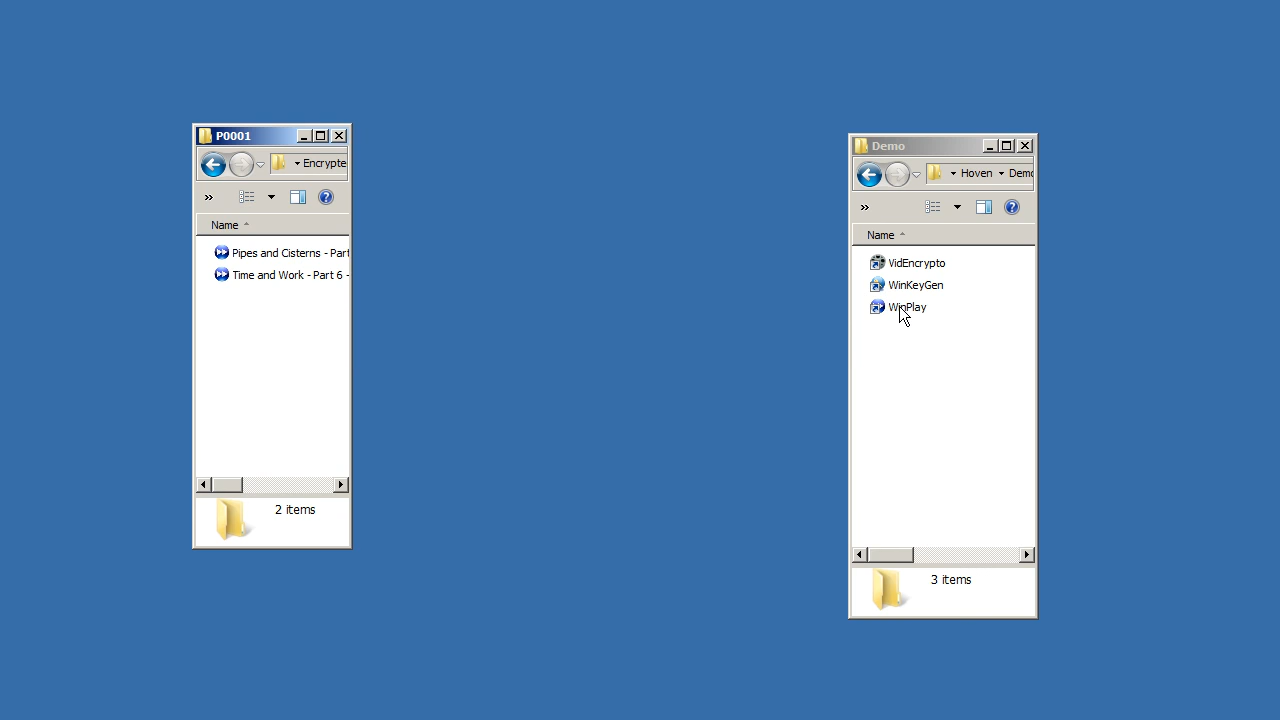 P0001
Encrypte
»
Name
Pipes and Cisterns - Part
Time and Work - Part 6 -
2 items
Demo
Hoven
Demo
»
Name
VidEncrypto
WinKeyGen
WinPlay
3 items